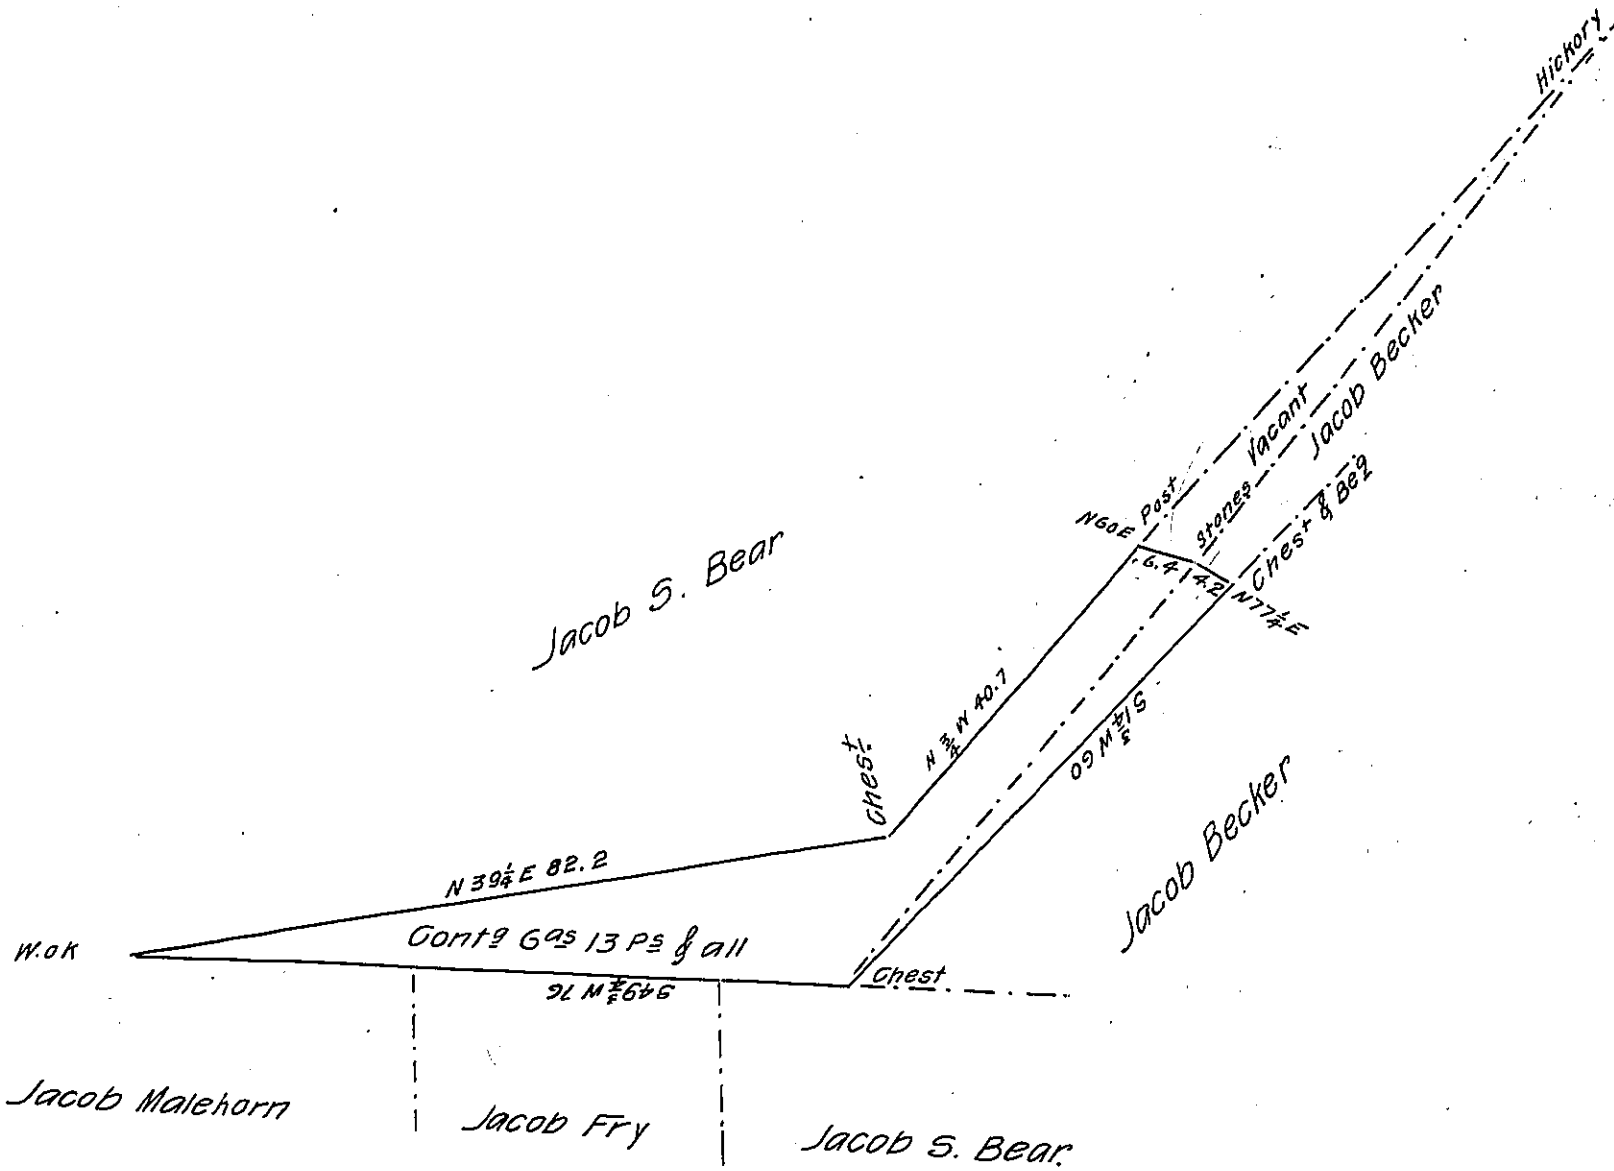 Hickory
Jacob Becker
Vacant
Stones
Post
N60E
6.4
4.2
Chest & Beg
N77¼E
Jacob S. Bear
N ¾ W 40.7
S1¾W 60
Chest
Jacob Becker
N 39¼ E 82.2
W.oK
Contg 6as 13 Ps & all
S49¾W 76
Chest
Jacob Malehorn
Jacob Fry
Jacob S. Bear.